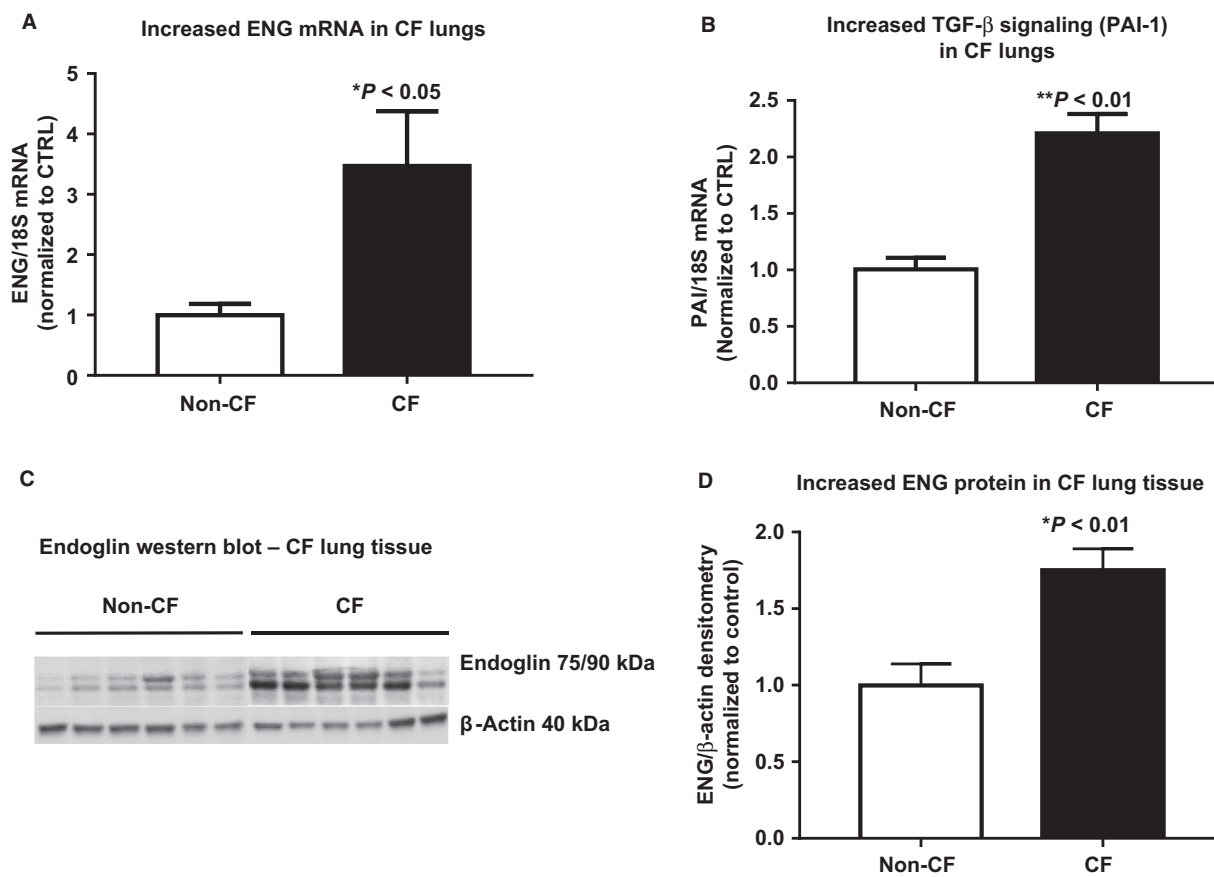 A
Increased ENG mRNA in CF lungs
ENG/18S mRNA
(normalized to CTRL)
5
4
3
2
1
0
*P < 0.05
Non-CF
CF
B
Increased TGF-β signaling (PAI-1)
in CF lungs
PAI/18S mRNA
(Normalized to CTRL)
2.5
2.0
1.5
1.0
0.5
0.0
**P < 0.01
Non-CF
CF
C
Endoglin western blot – CF lung tissue
Non-CF
CF
Endoglin 75/90 kDa
β-Actin 40 kDa
D
Increased ENG protein in CF lung tissue
ENG/β-actin densitometry
(normalized to control)
2.0
1.5
1.0
0.5
0.0
*P < 0.01
Non-CF
CF